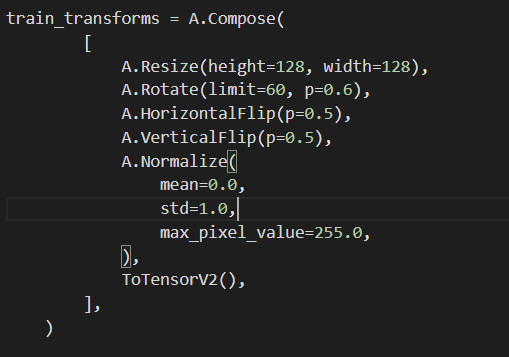 train_transforms = A.Compose(
        [
            A.Resize(height=128, width=128),
            A.Rotate(limit=60, p=0.6),
            A.HorizontalFlip(p=0.5),
            A.VerticalFlip(p=0.5),
            A.Normalize(
                mean=0.0,
                std=1.0,
                max_pixel_value=255.0,
            ),
            ToTensorV2(),
        ],
    )